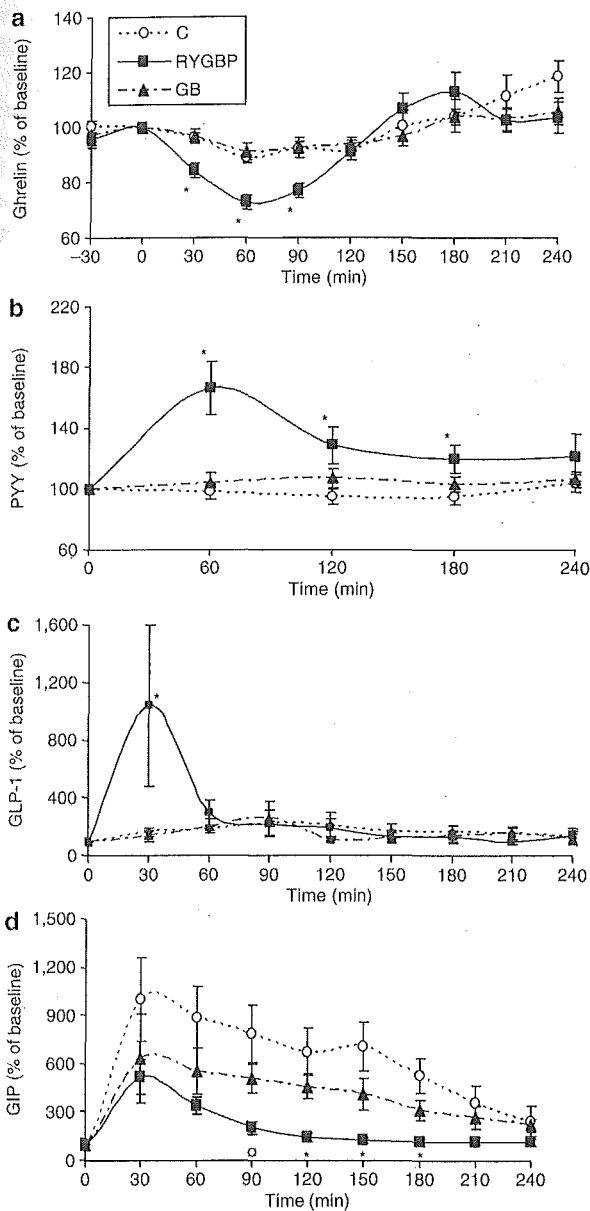 a
140
120
100
80
60
Ghrelin (% of baseline)
C
RYGBP
GB
*
*
*
−30 0 30 60 90 120 150 180 210 240
Time (min)
b
220
180
140
100
60
PYY (% of baseline)
*
*
*
0 60 120 180 240
Time (min)
c
1,600
1,200
800
400
0
GLP-1 (% of baseline)
*
0 30 60 90 120 150 180 210 240
Time (min)
d
1,500
1,200
900
600
300
0
GIP (% of baseline)
* * *
0 30 60 90 120 150 180 210 240
Time (min)